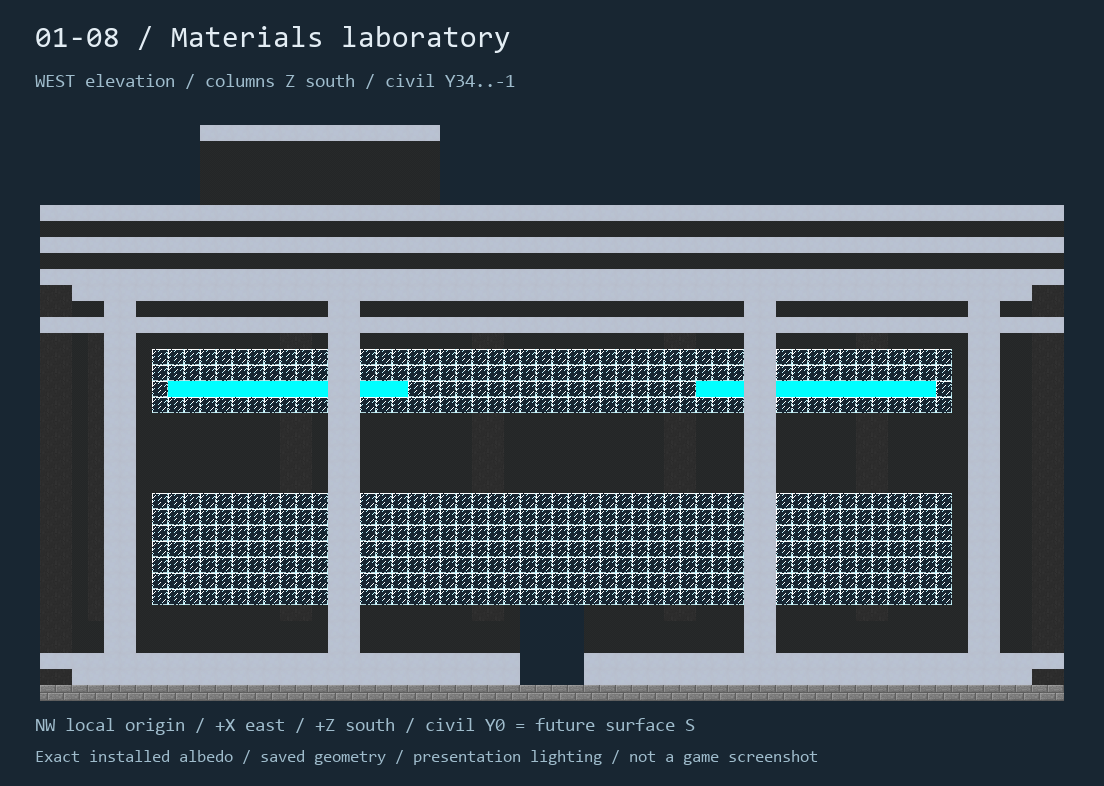 01-08 / Materials laboratory
WEST elevation / columns Z south / civil Y34..-1
NW local origin / +X east / +Z south / civil Y0 = future surface S
Exact installed albedo / saved geometry / presentation lighting / not a game screenshot